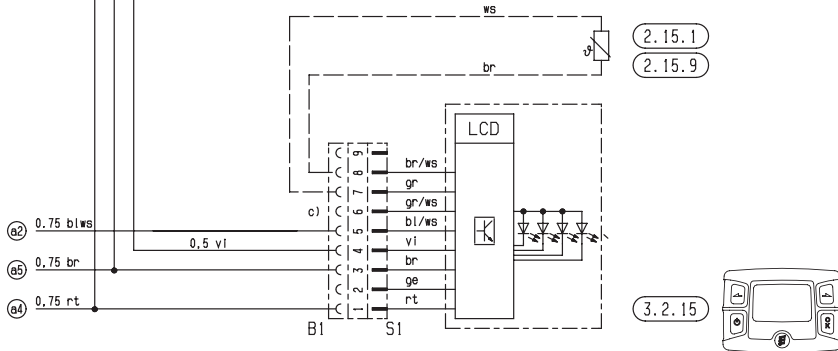 ws
2.15.1
br
2.15.9
LCD
9
8 br/ws
7 gr
c) 6 gr/ws
a2 0.75 blws 5 bl/ws
0,5 vi 4 vi
a5 0,75 br 3 br
2 ge
a4 0,75 rt 1 rt
B1 S1
3.2.15
OK